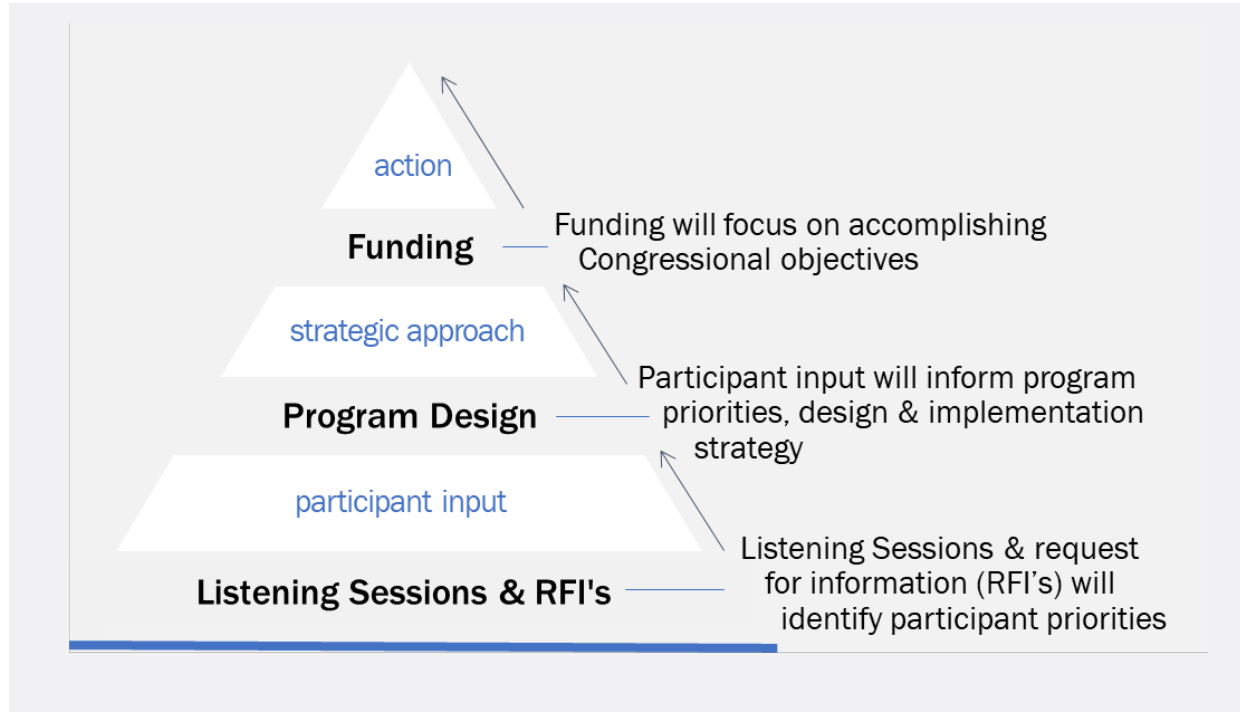 action
Funding
Funding will focus on accomplishing
Congressional objectives
strategic approach
Program Design
Participant input will inform program
priorities, design & implementation
strategy
participant input
Listening Sessions & RFI's
Listening Sessions & request
for information (RFI’s) will
identify participant priorities